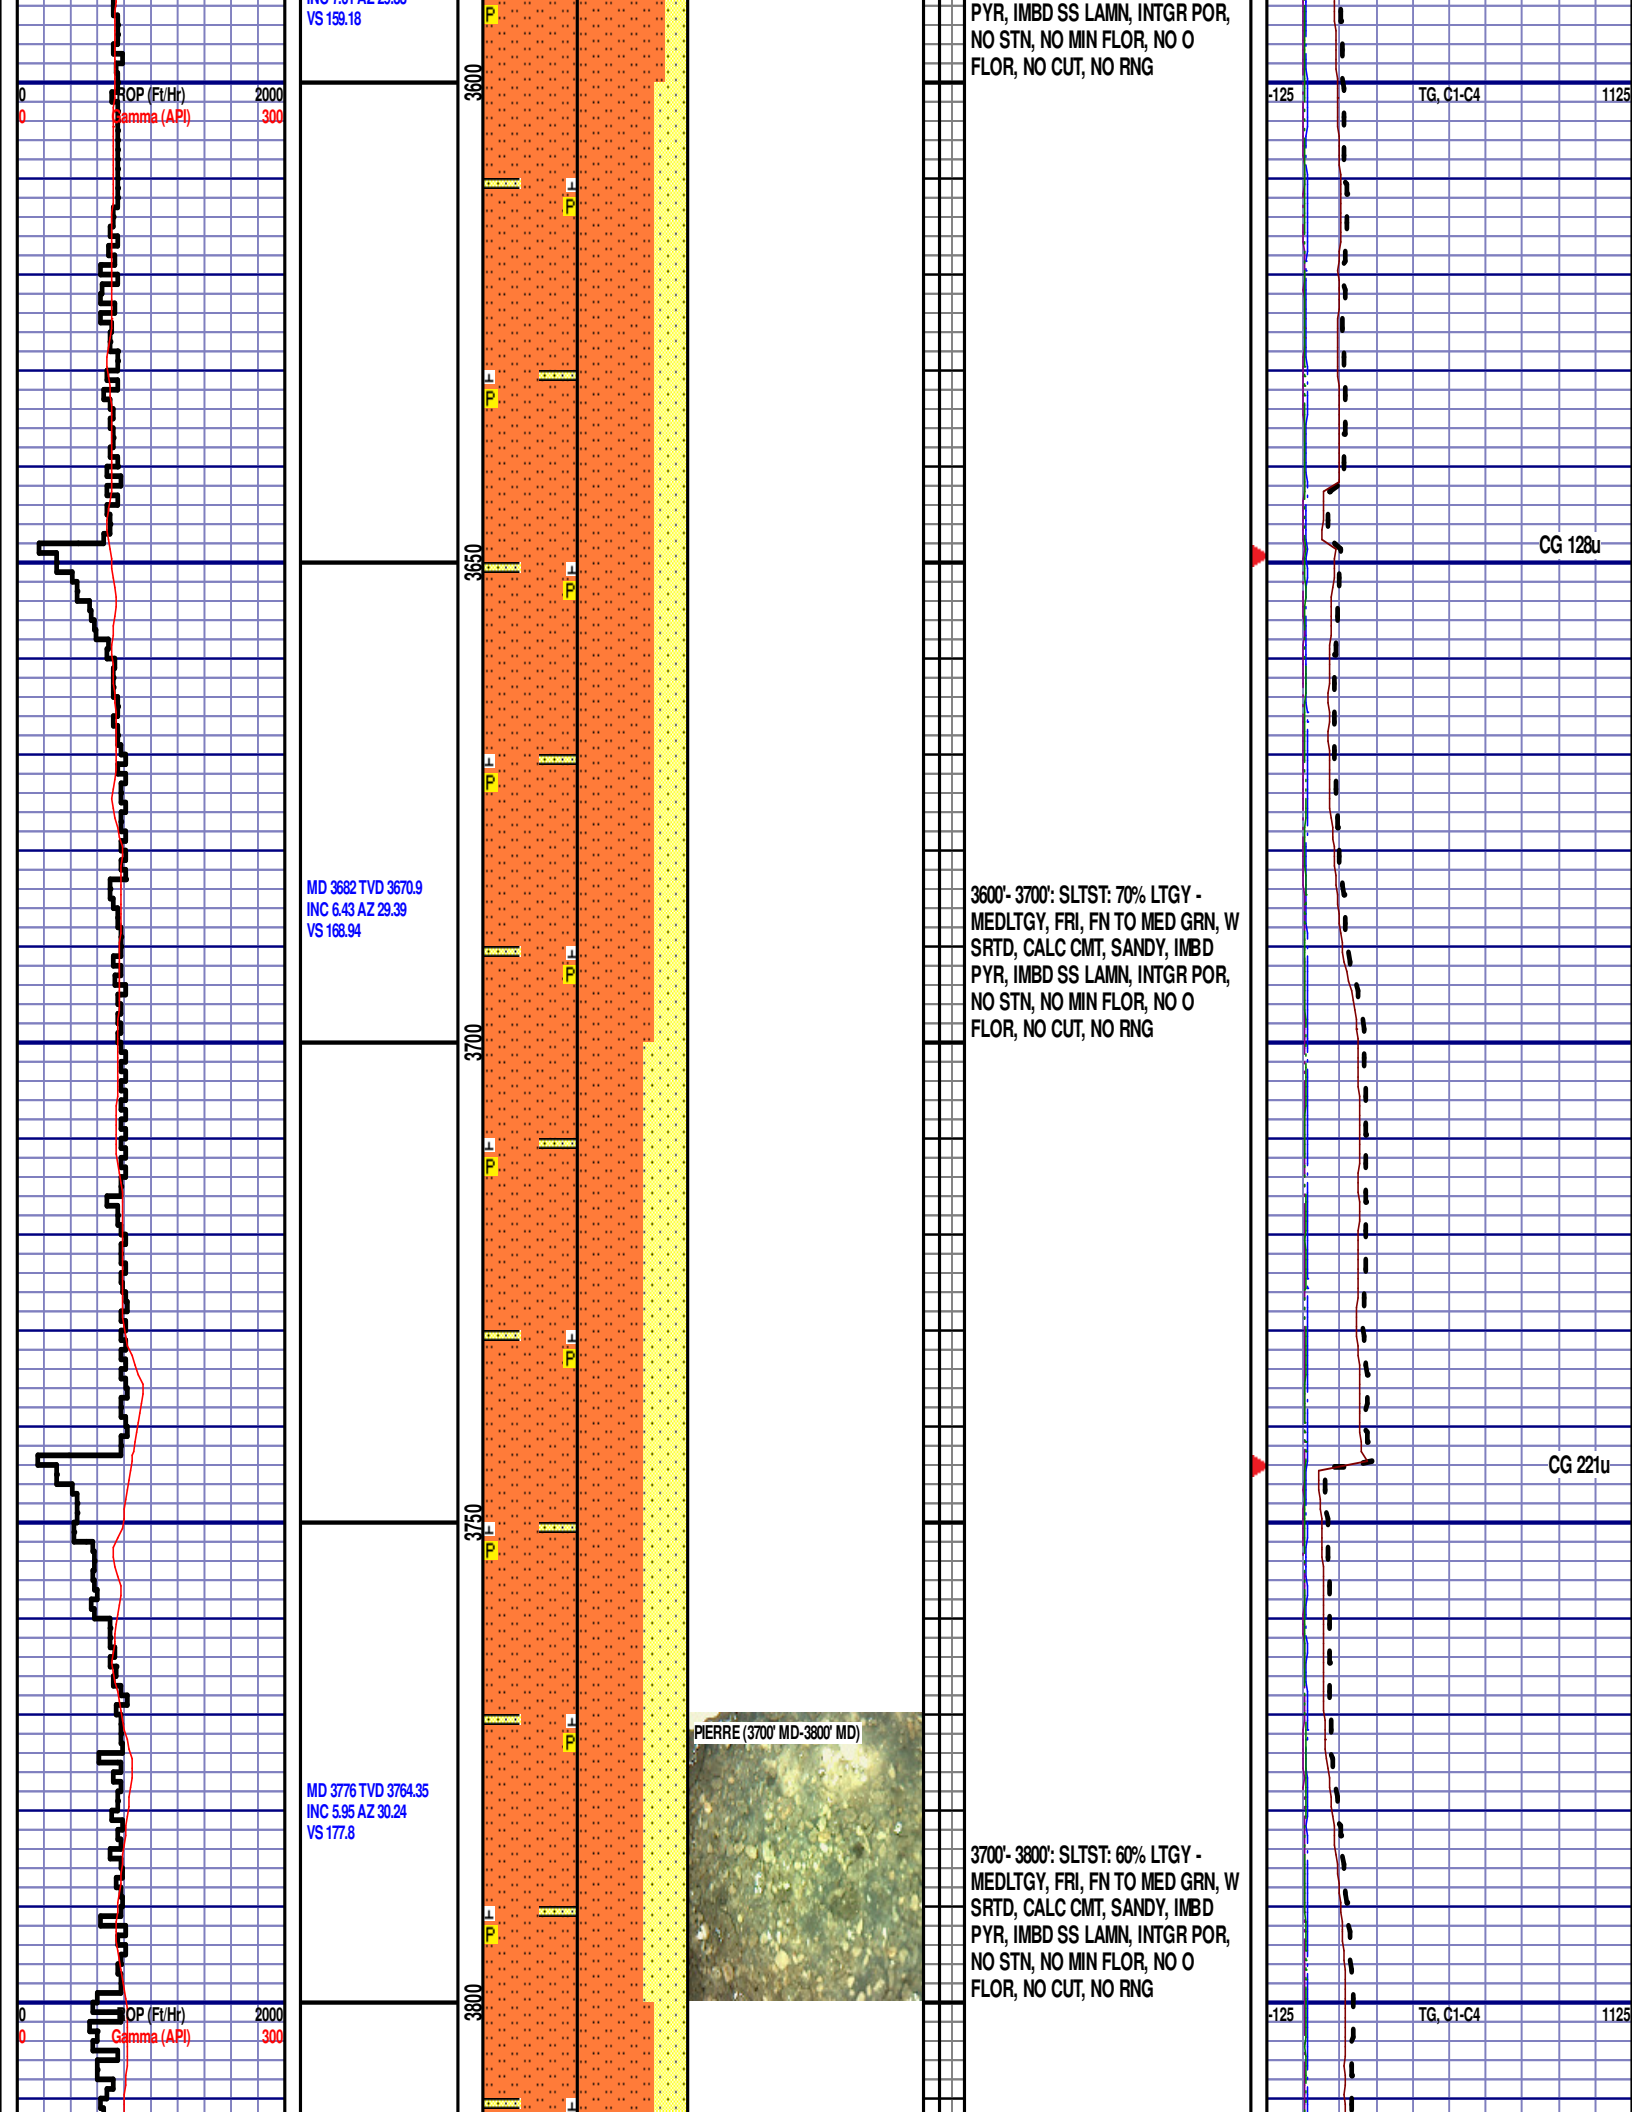 VS 159.18
PYR, IMBD SS LAMN, INTGR POR,
NO STN, NO MIN FLOR, NO O
FLOR, NO CUT, NO RNG
P
3600
0 ROP (Ft/Hr) 2000
0 Gamma (API) 300
-125 TG, C1-C4 1125
P
P
3650
CG 128u
P
P
MD 3682 TVD 3670.9
INC 6.43 AZ 29.39
VS 168.94
3600'- 3700': SLTST: 70% LTGY -
MEDLTGY, FRI, FN TO MED GRN, W
SRTD, CALC CMT, SANDY, IMBD
PYR, IMBD SS LAMN, INTGR POR,
NO STN, NO MIN FLOR, NO O
FLOR, NO CUT, NO RNG
P
3700
P
P
CG 221u
3750
P
PIERRE (3700' MD-3800' MD)
P
MD 3776 TVD 3764.35
INC 5.95 AZ 30.24
VS 177.8
3700'- 3800': SLTST: 60% LTGY -
MEDLTGY, FRI, FN TO MED GRN, W
SRTD, CALC CMT, SANDY, IMBD
PYR, IMBD SS LAMN, INTGR POR,
NO STN, NO MIN FLOR, NO O
FLOR, NO CUT, NO RNG
P
3800
0 ROP (Ft/Hr) 2000
0 Gamma (API) 300
-125 TG, C1-C4 1125